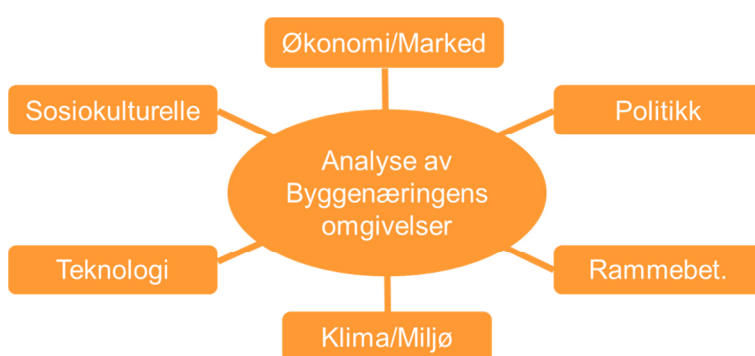 Økonomi/Marked
Sosiokulturelle
Politikk
Analyse av
Byggenæringens
omgivelser
Teknologi
Rammebet.
Klima/Miljø